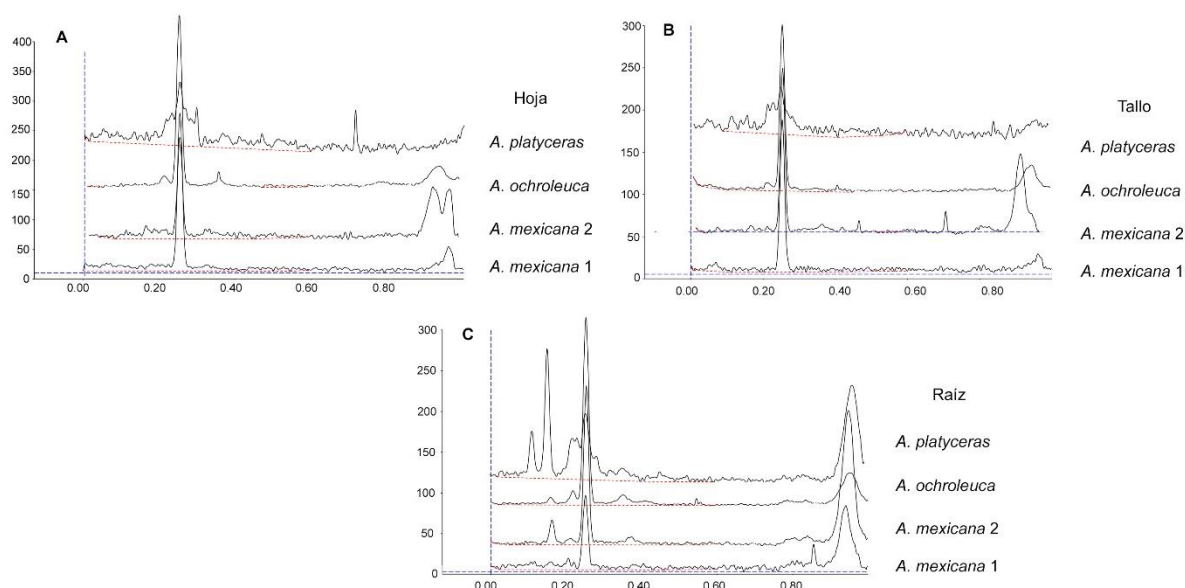 A
400
350
300
250
200
150
100
50
0
0.00
0.20
0.40
0.60
0.80
Hoja
A. platyceras
A. ochroleuca
A. mexicana 2
A. mexicana 1
B
300
250
200
150
100
50
0
0.00
0.20
0.40
0.60
0.80
Tallo
A. platyceras
A. ochroleuca
A. mexicana 2
A. mexicana 1
C
300
250
200
150
100
50
0
0.00
0.20
0.40
0.60
0.80
Raíz
A. platyceras
A. ochroleuca
A. mexicana 2
A. mexicana 1